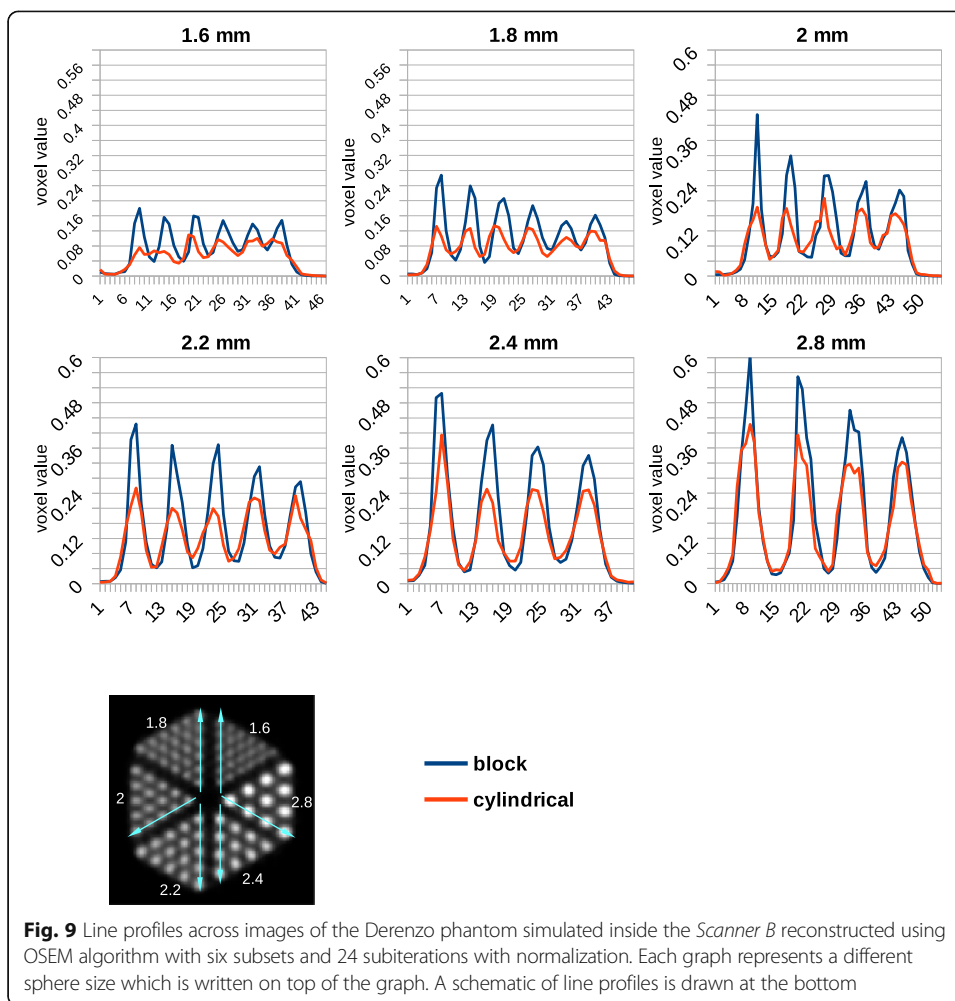 1.6 mm
1.8 mm
2 mm
voxel value
0.56
0.48
0.4
0.32
0.24
0.16
0.08
0
1 6 11 16 21 26 31 36 41 46
voxel value
0.56
0.48
0.4
0.32
0.24
0.16
0.08
0
1 7 13 19 25 31 37 43
voxel value
0.6
0.48
0.36
0.24
0.12
0
1 8 15 22 29 36 43 50
2.2 mm
2.4 mm
2.8 mm
voxel value
0.6
0.48
0.36
0.24
0.12
0
1 7 13 19 25 31 37 43
voxel value
0.6
0.48
0.36
0.24
0.12
0
1 7 13 19 25 31 37
voxel value
0.6
0.48
0.36
0.24
0.12
0
1 8 15 22 29 36 43 50
1.8
1.6
2
2.8
2.2
2.4
block
cylindrical
Fig. 9 Line profiles across images of the Derenzo phantom simulated inside the Scanner B reconstructed using
OSEM algorithm with six subsets and 24 subiterations with normalization. Each graph represents a different
sphere size which is written on top of the graph. A schematic of line profiles is drawn at the bottom